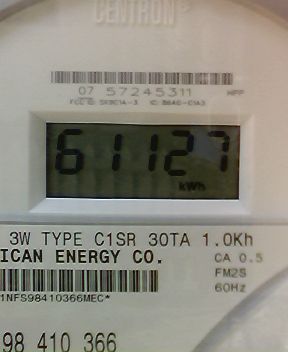 CENTRON®
07 57245311 HPP
61127
kWh
3W TYPE C1SR 30TA 1.0Kh
ICAN ENERGY CO. CA 0.5
FM2S
60Hz
1NFS98410366MEC*
98 410 366